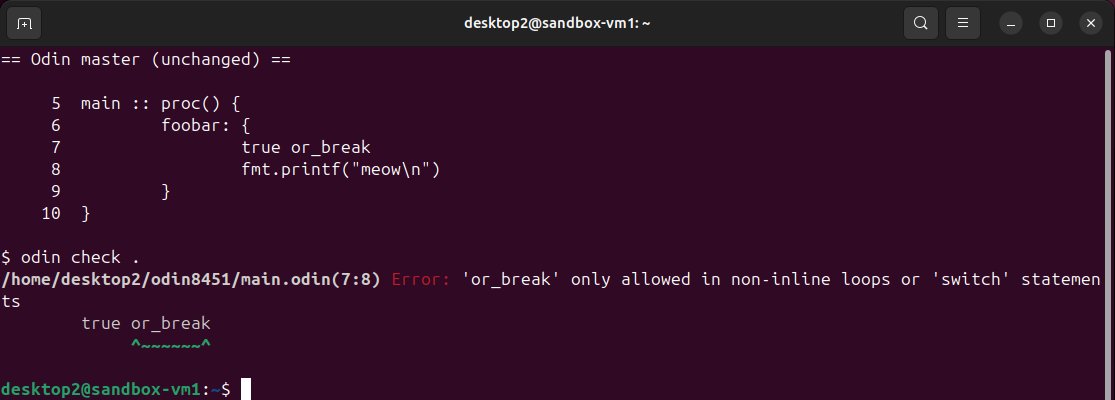 desktop2@sandbox-vm1: ~
== Odin master (unchanged) ==
5 main :: proc() {
6 foobar: {
7 true or_break
8 fmt.printf("meow\n")
9 }
10 }
$ odin check .
/home/desktop2/odin8451/main.odin(7:8) Error: 'or_break' only allowed in non-inline loops or 'switch' statemen
ts
true or_break
^~~~~~~^
desktop2@sandbox-vm1:~$